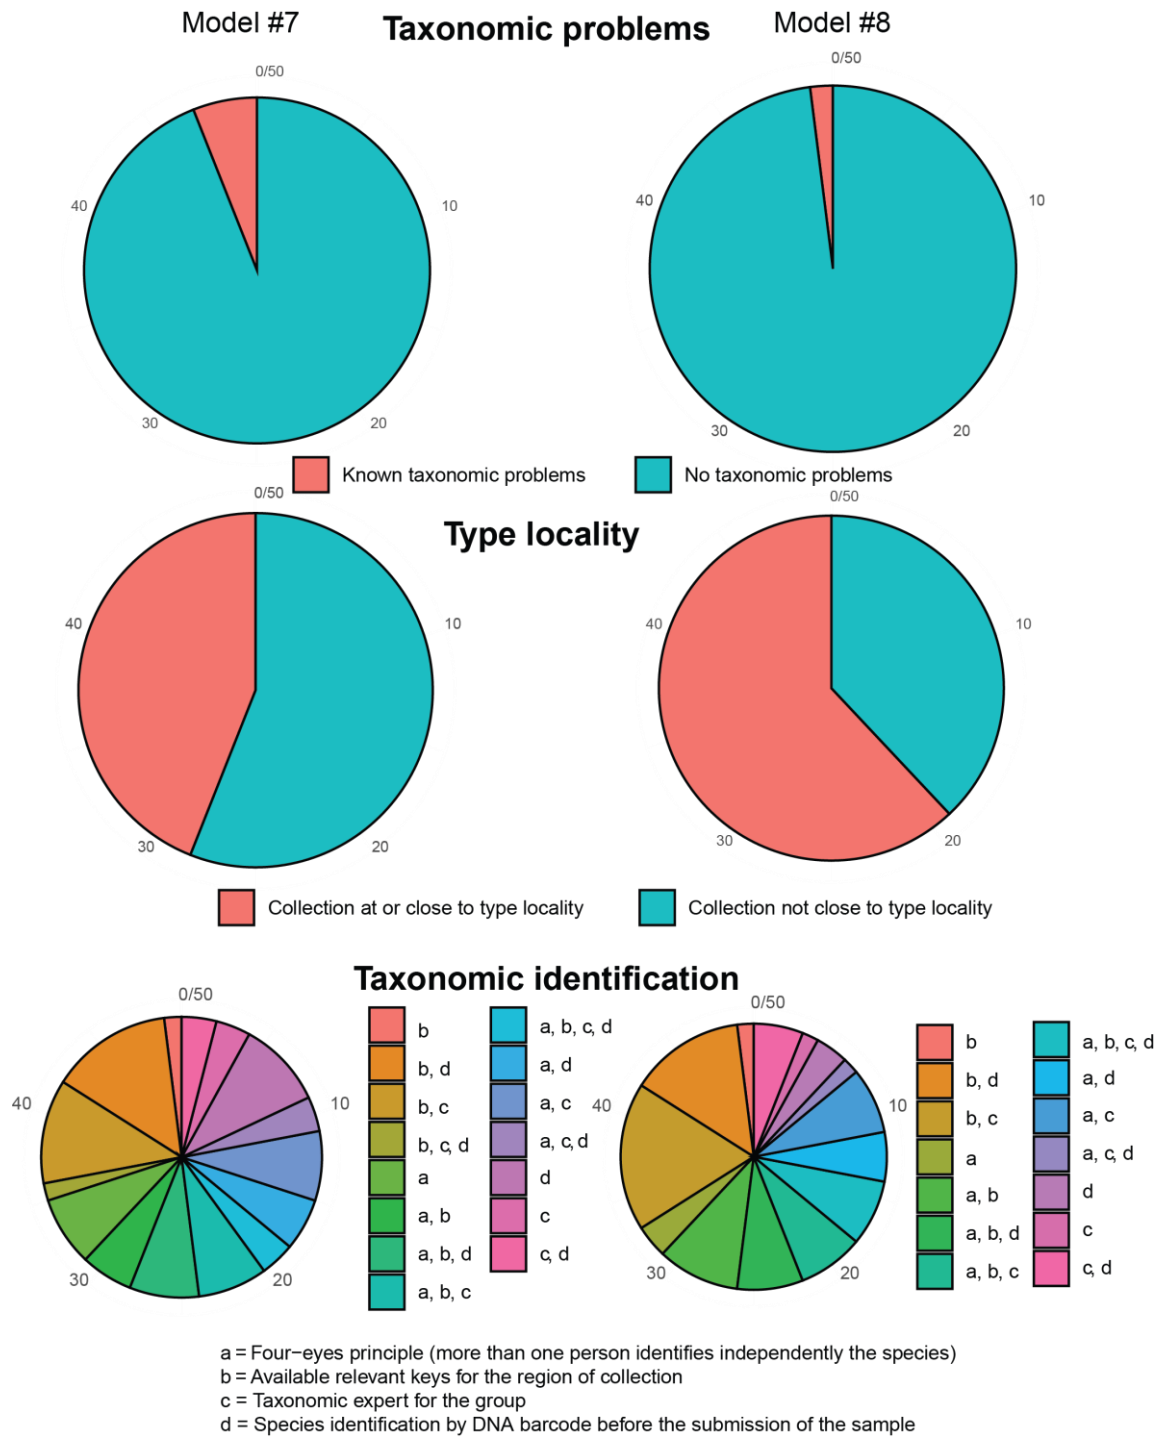 Model #7
Taxonomic problems
Model #8
0/50
10
20
30
40
0/50
10
20
30
40
Known taxonomic problems
No taxonomic problems
Type locality
0/50
10
20
30
40
0/50
10
20
30
40
Collection at or close to type locality
Collection not close to type locality
Taxonomic identification
0/50
10
20
30
40
b
b, d
b, c
b, c, d
a
a, b
a, b, d
a, b, c
a, b, c, d
a, d
a, c
a, c, d
d
c
c, d
0/50
10
20
30
40
b
b, d
b, c
a
a, b
a, b, d
a, b, c
a, b, c, d
a, d
a, c
a, c, d
d
c
c, d
a = Four−eyes principle (more than one person identifies independently the species)
b = Available relevant keys for the region of collection
c = Taxonomic expert for the group
d = Species identification by DNA barcode before the submission of the sample